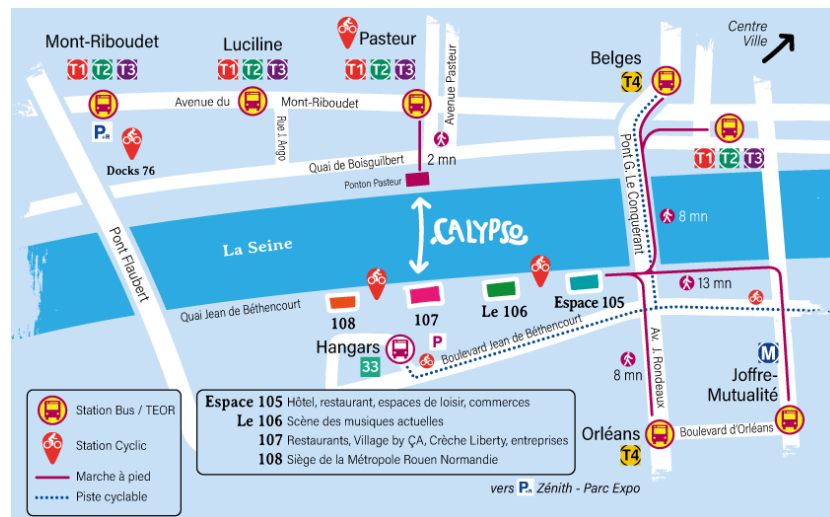 Mont-Riboudet
T1 T2 T3
Luciline
T1 T2 T3
Pasteur
T1 T2 T3
Belges
T4
Centre
Ville
Avenue du
Mont-Riboudet
Avenue Pasteur
P+R
Docks 76
Rue J. Ango
Quai de Boisguilbert
2 mn
Ponton Pasteur
Pont G. Le Conquérant
T1 T2 T3
CALYPSO
8 mn
La Seine
Pont Flaubert
13 mn
Quai Jean de Béthencourt
108
107
Le 106
Espace 105
Hangars
33
P
Boulevard Jean de Béthencourt
Av. J. Rondeaux
8 mn
M
Joffre-
Mutualité
Orléans
T4
Boulevard d'Orléans
Station Bus / TEOR
Station Cyclic
Marche à pied
Piste cyclable
Espace 105 Hôtel, restaurant, espaces de loisir, commerces
Le 106 Scène des musiques actuelles
107 Restaurants, Village by ÇA, Crèche Liberty, entreprises
108 Siège de la Métropole Rouen Normandie
vers P+R Zénith - Parc Expo